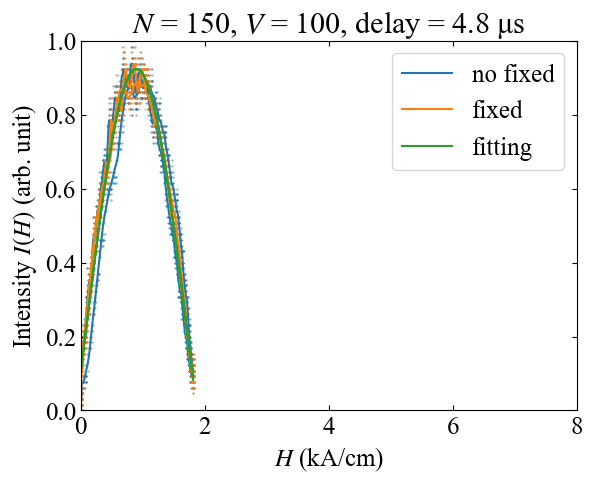 N = 150, V = 100, delay = 4.8 μs
Intensity I(H) (arb. unit)
1.0
0.8
0.6
0.4
0.2
0.0
no fixed
fixed
fitting
0 2 4 6 8
H (kA/cm)